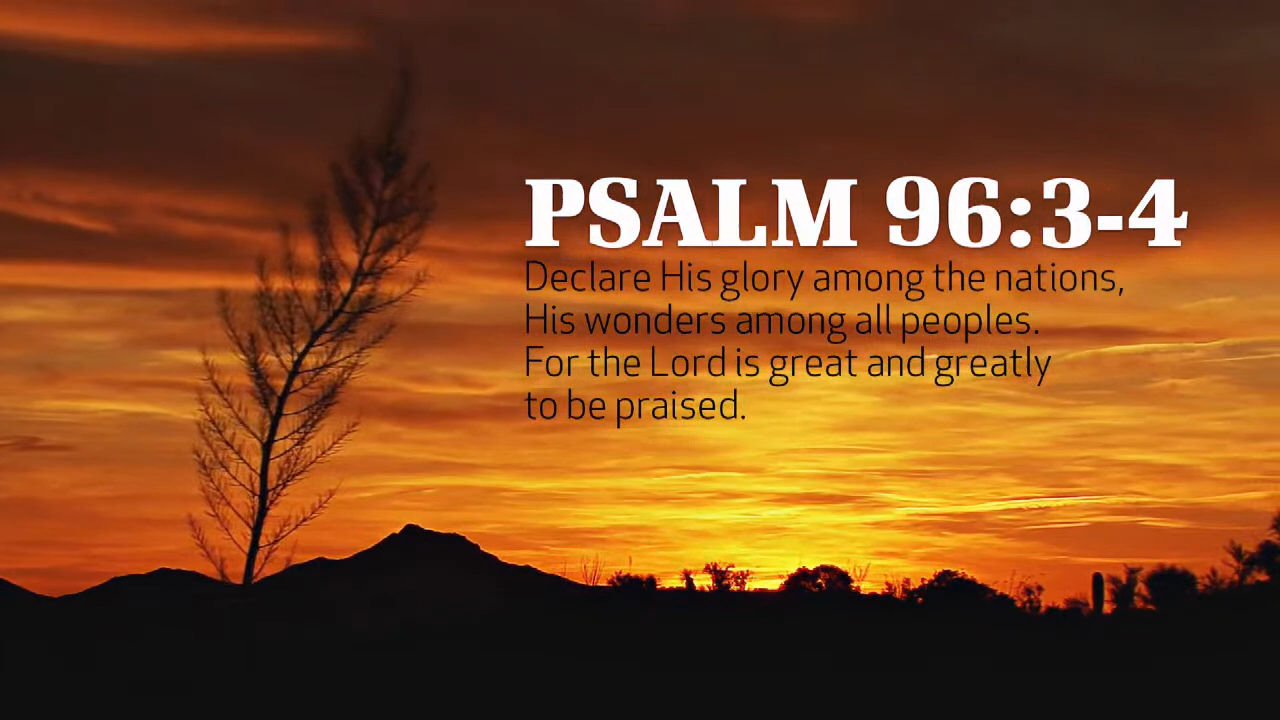 PSALM 96:3-4
Declare His glory among the nations,
His wonders among all peoples.
For the Lord is great and greatly
to be praised.